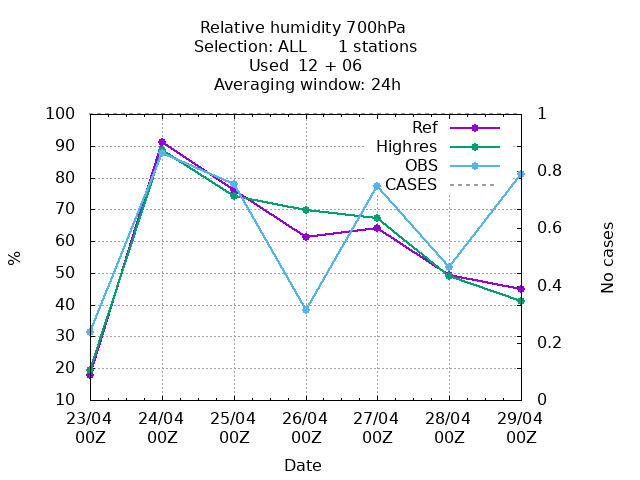 Relative humidity 700hPa
Selection: ALL      1 stations
Used  12 + 06
Averaging window: 24h
100
90
80
70
60
50
40
30
20
10
1
0.8
0.6
0.4
0.2
0
%
No cases
Ref
Highres
OBS
CASES
23/04 24/04 25/04 26/04 27/04 28/04 29/04
00Z 00Z 00Z 00Z 00Z 00Z 00Z
Date